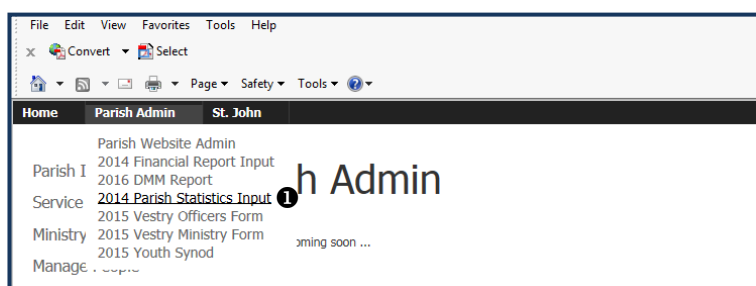 File Edit View Favorites Tools Help
x Convert Select
Page Safety Tools
Home Parish Admin St. John
Parish Website Admin
2014 Financial Report Input
2016 DMM Report
2014 Parish Statistics Input 1
2015 Vestry Officers Form
2015 Vestry Ministry Form
2015 Youth Synod
Parish I
Service
Ministry
Manage
h Admin
oming soon ...